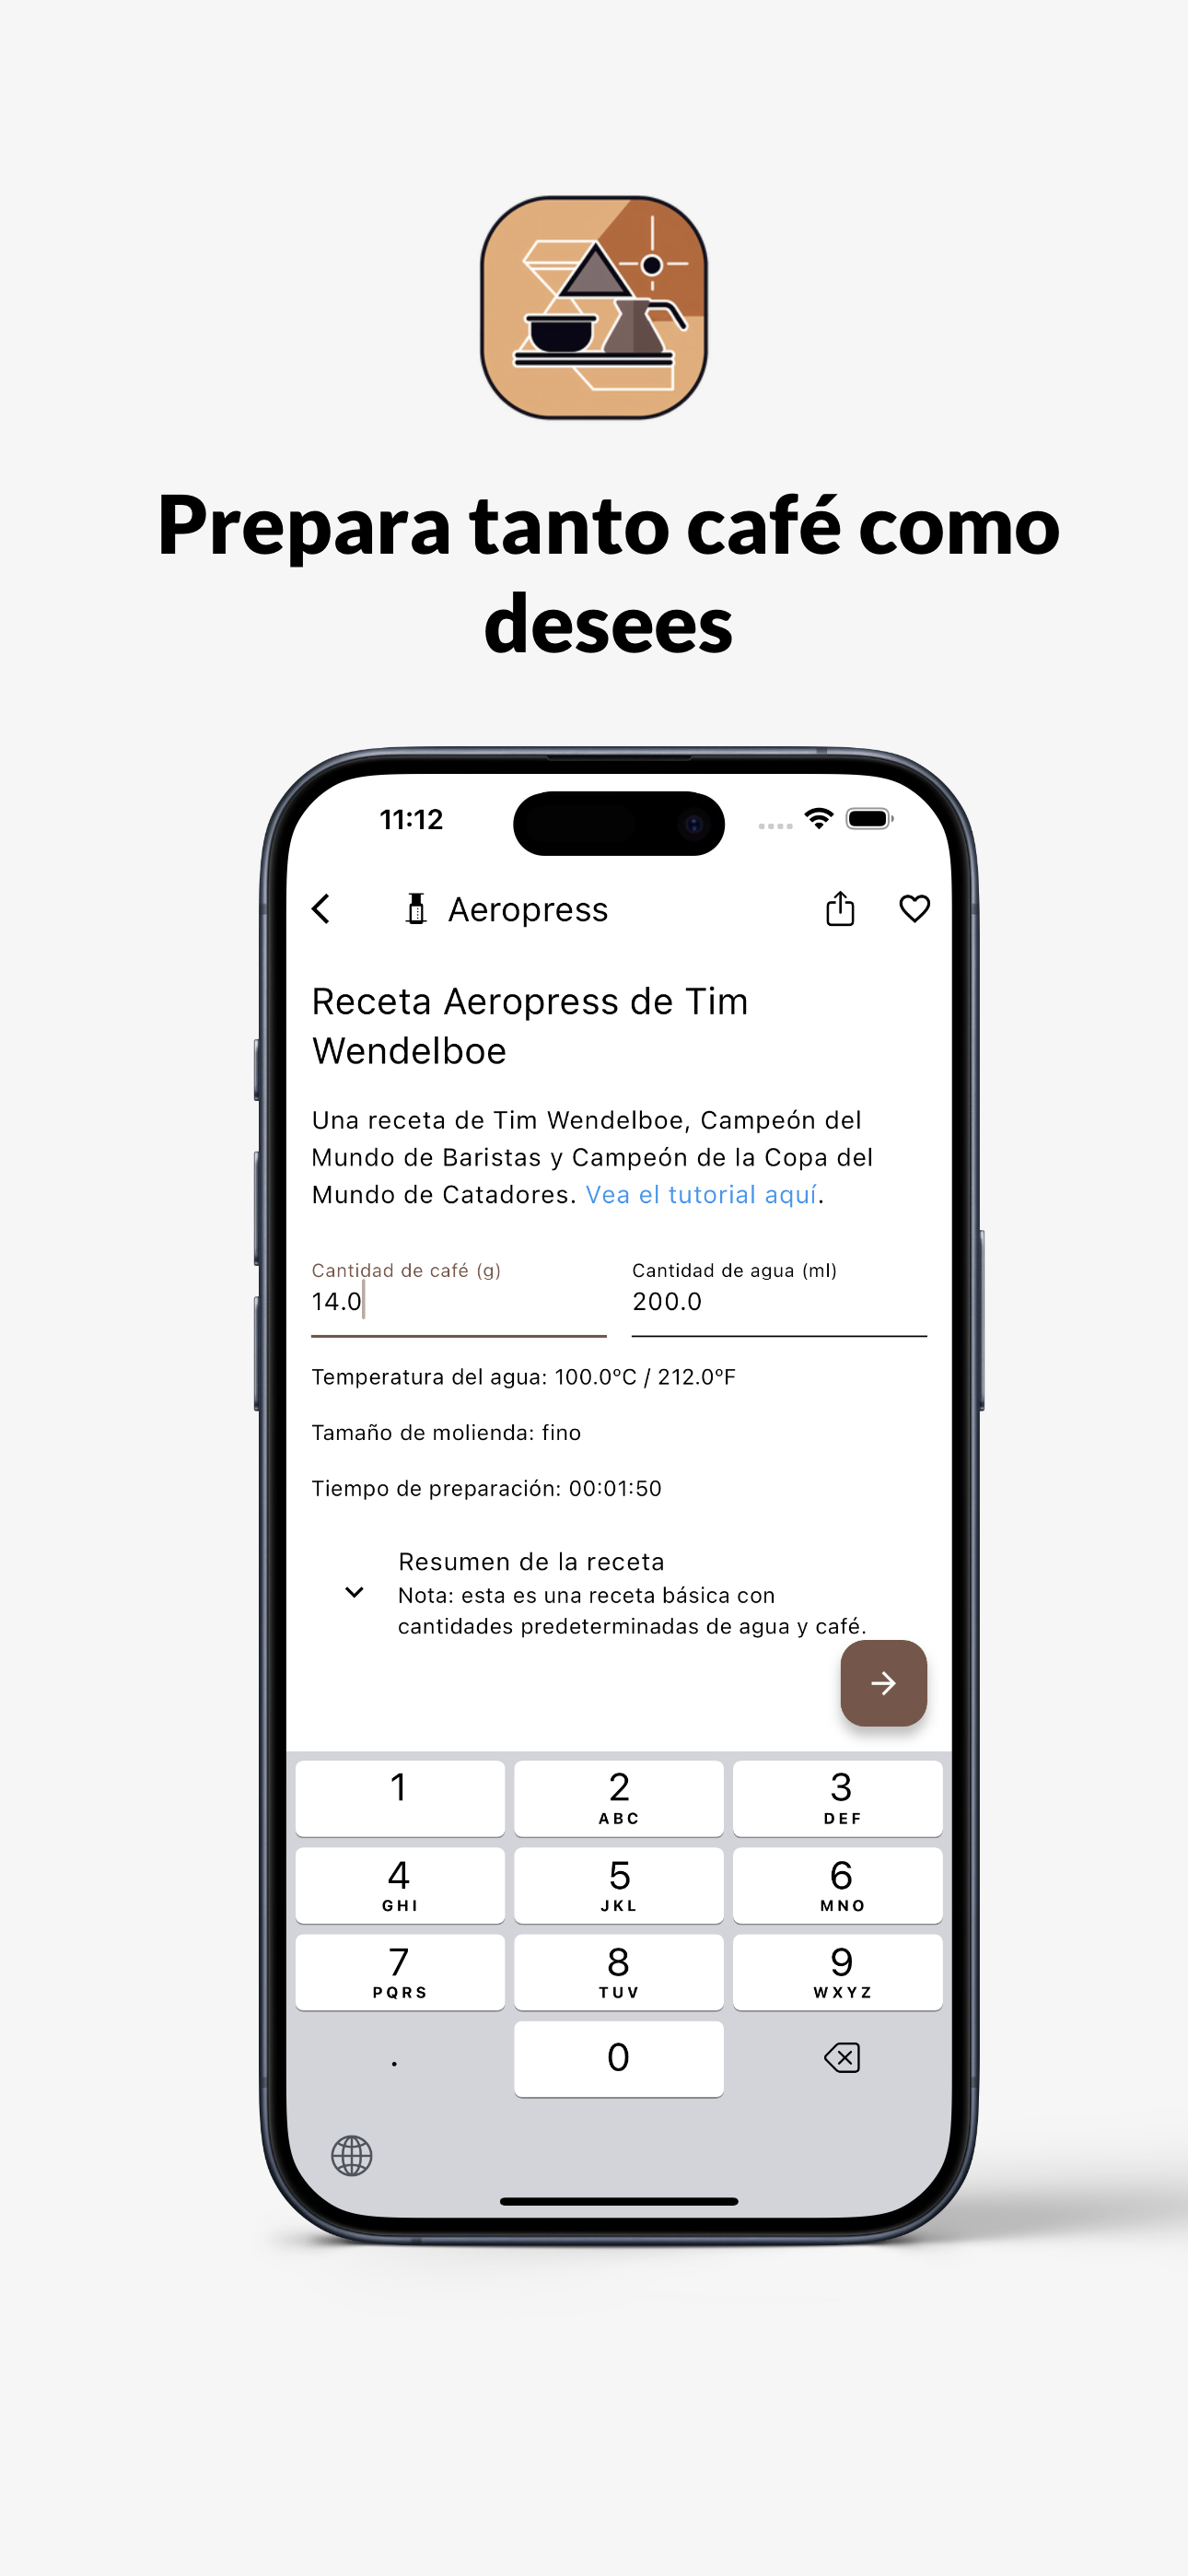 Prepara tanto café como
desees
11:12
Aeropress
Receta Aeropress de Tim
Wendelboe
Una receta de Tim Wendelboe, Campeón del
Mundo de Baristas y Campeón de la Copa del
Mundo de Catadores. Vea el tutorial aquí.
Cantidad de café (g) Cantidad de agua (ml)
14.0 200.0
Temperatura del agua: 100.0ºC / 212.0ºF
Tamaño de molienda: fino
Tiempo de preparación: 00:01:50
Resumen de la receta
Nota: esta es una receta básica con
cantidades predeterminadas de agua y café.
1 2 3
ABC DEF
4 5 6
GHI JKL MNO
7 8 9
PQRS TUV WXYZ
. 0